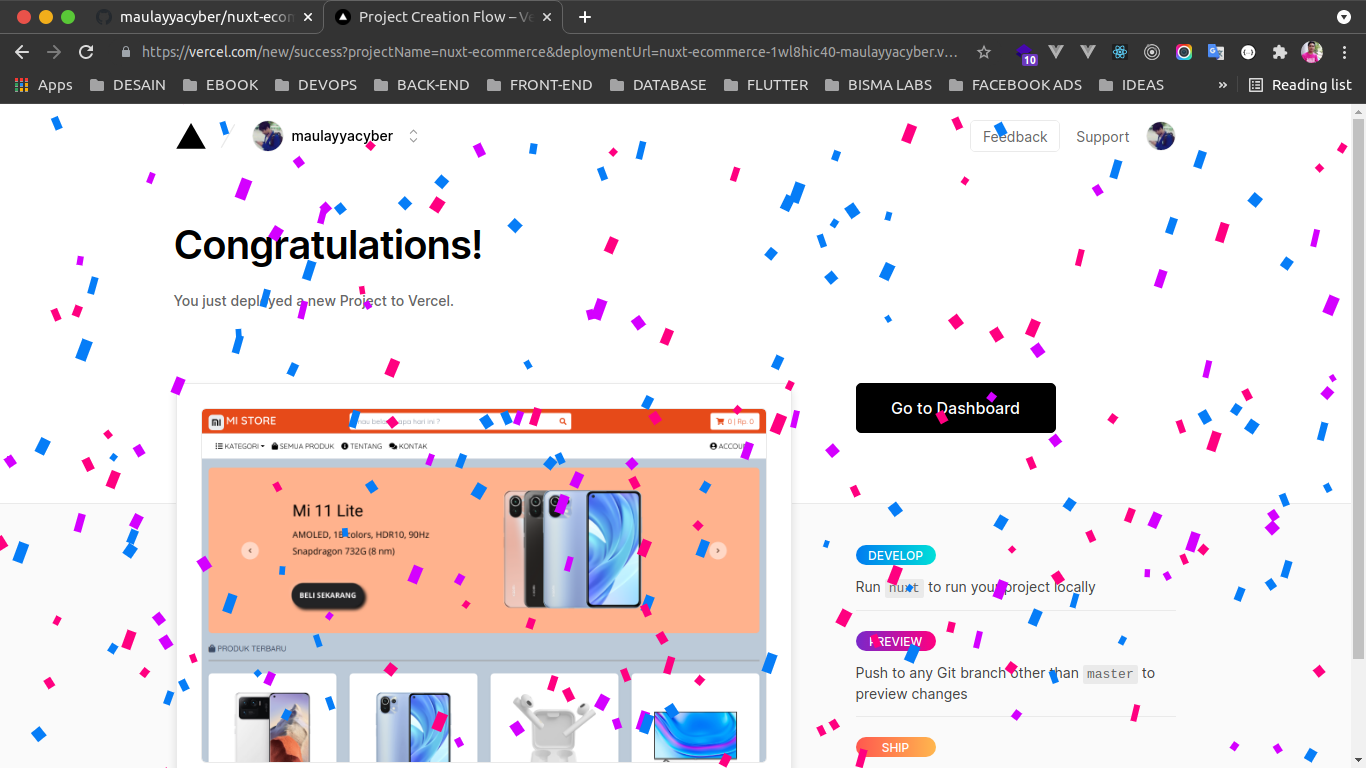 maulayyacyber/nuxt-econ
Project Creation Flow – Ve
https://vercel.com/new/success?projectName=nuxt-ecommerce&deploymentUrl=nuxt-ecommerce-1wl8hic40-maulayyacyber.v…
10
Apps
DESAIN
EBOOK
DEVOPS
BACK-END
FRONT-END
DATABASE
FLUTTER
BISMA LABS
FACEBOOK ADS
IDEAS
»
Reading list
maulayyacyber
Feedback
Support
Congratulations!
You just deployed a new Project to Vercel.
Go to Dashboard
MI STORE
apa hari ini ?
0 | Rp. 0
KATEGORI
SEMUA PRODUK
TENTANG
KONTAK
ACCOUNT
Mi 11 Lite
AMOLED, 1B colors, HDR10, 90Hz
Snapdragon 732G (8 nm)
BELI SEKARANG
PRODUK TERBARU
DEVELOP
Run nuxt to run your project locally
PREVIEW
Push to any Git branch other than master to
preview changes
SHIP